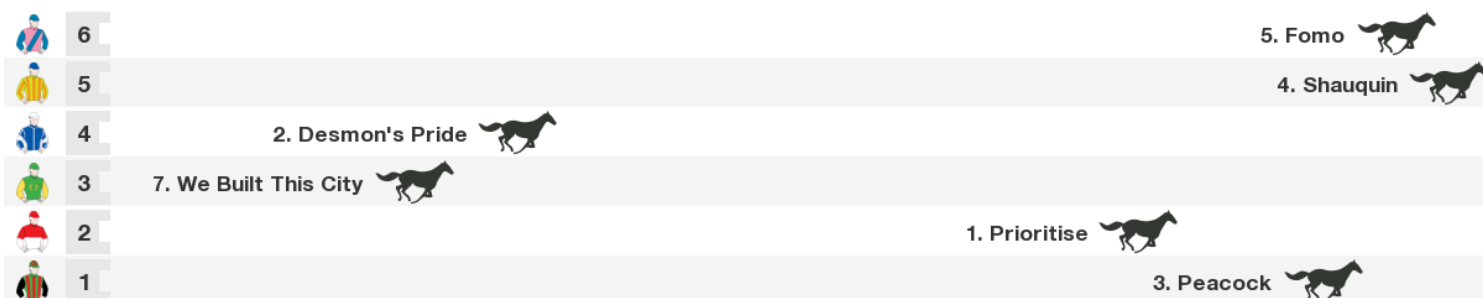 6 5. Fomo
5 4. Shauquin
4 2. Desmon's Pride
3 7. We Built This City
2 1. Prioritise
1 3. Peacock